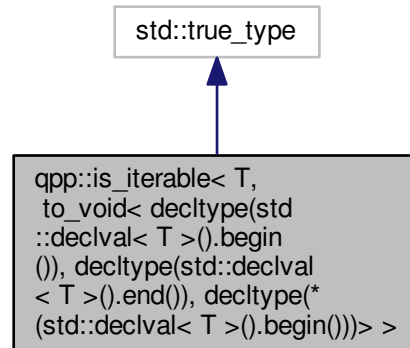 std::true_type
qpp::is_iterable< T,
to_void< decltype(std
::declval< T >().begin
()), decltype(std::declval
< T >().end()), decltype(*
(std::declval< T >().begin()))> >